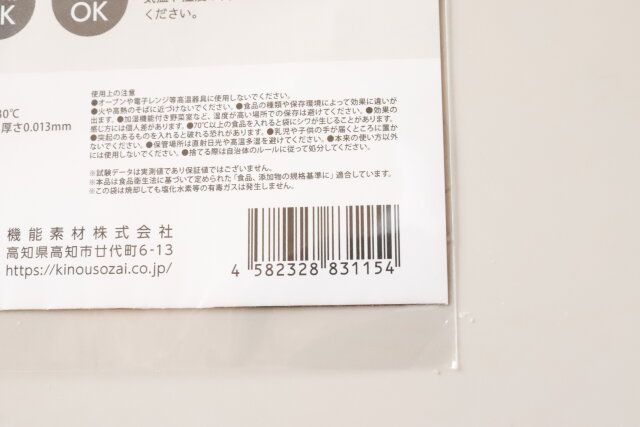 OK
ください。
使用上の注意
●オーブンや電子レンジ等高温器具に使用しないでください。
●火や高熱のそばに近づけないでください。●食品の種類や保存環境によって効果に違いが
出ます。●加湿機能付き野菜室など、湿度が高い場所での保存は避けてください。●効果の
感じ方には個人差があります。●70℃以上の食品を入れると袋にシワが生じることがあります。
●突起のあるものを入れると破れる恐れがあります。●乳児や子供の手が届くところに置か
ないでください。●保管場所は直射日光や高温多湿を避けてください。●本来の使い方以外
には使用しないでください。●捨てる際は自治体のルールに従って処分してください。
※試験データは実測値であり保証値ではございません。
※本品は食品衛生法に基づいて定められた「食品、添加物の規格基準に」適合しています。
※この袋は焼却しても塩化水素等の有毒ガスは発生しません。
30℃
厚さ0.013mm
機能素材株式会社
高知県高知市廿代町6-13
https://kinousozai.co.jp/
4 582328 831154